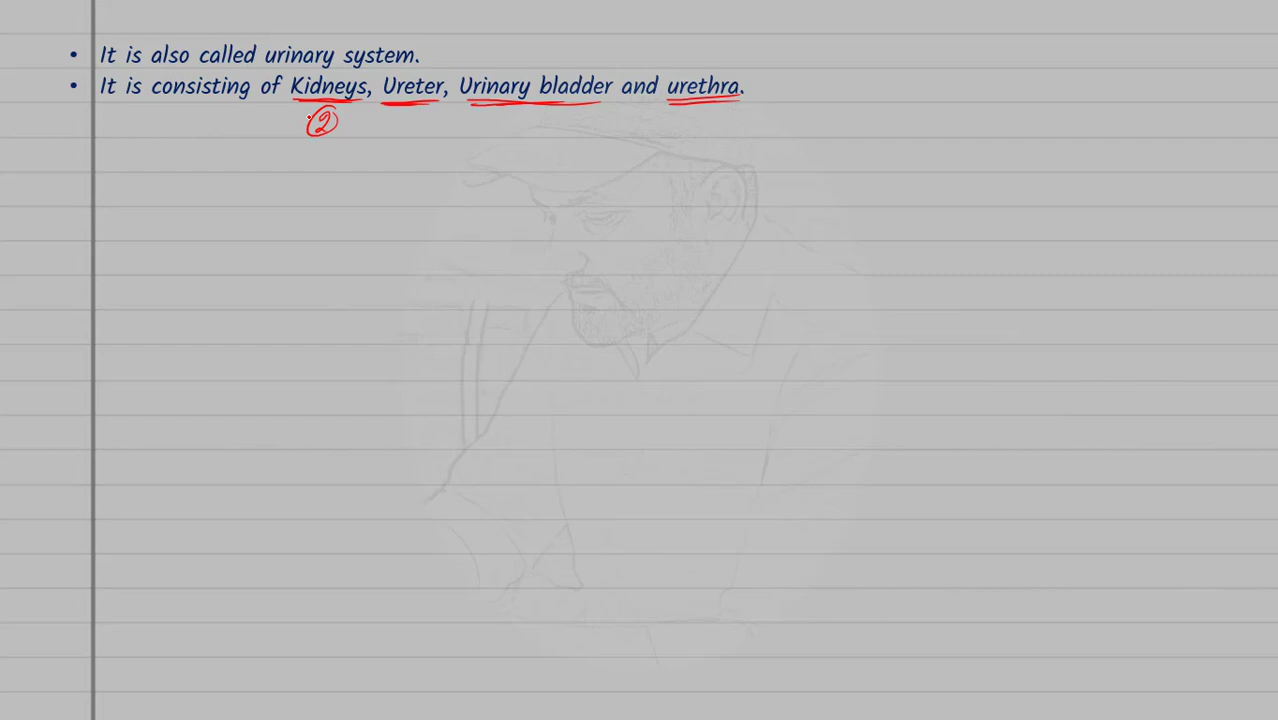 • It is also called urinary system.
• It is consisting of Kidneys, Ureter, Urinary bladder and urethra.
2